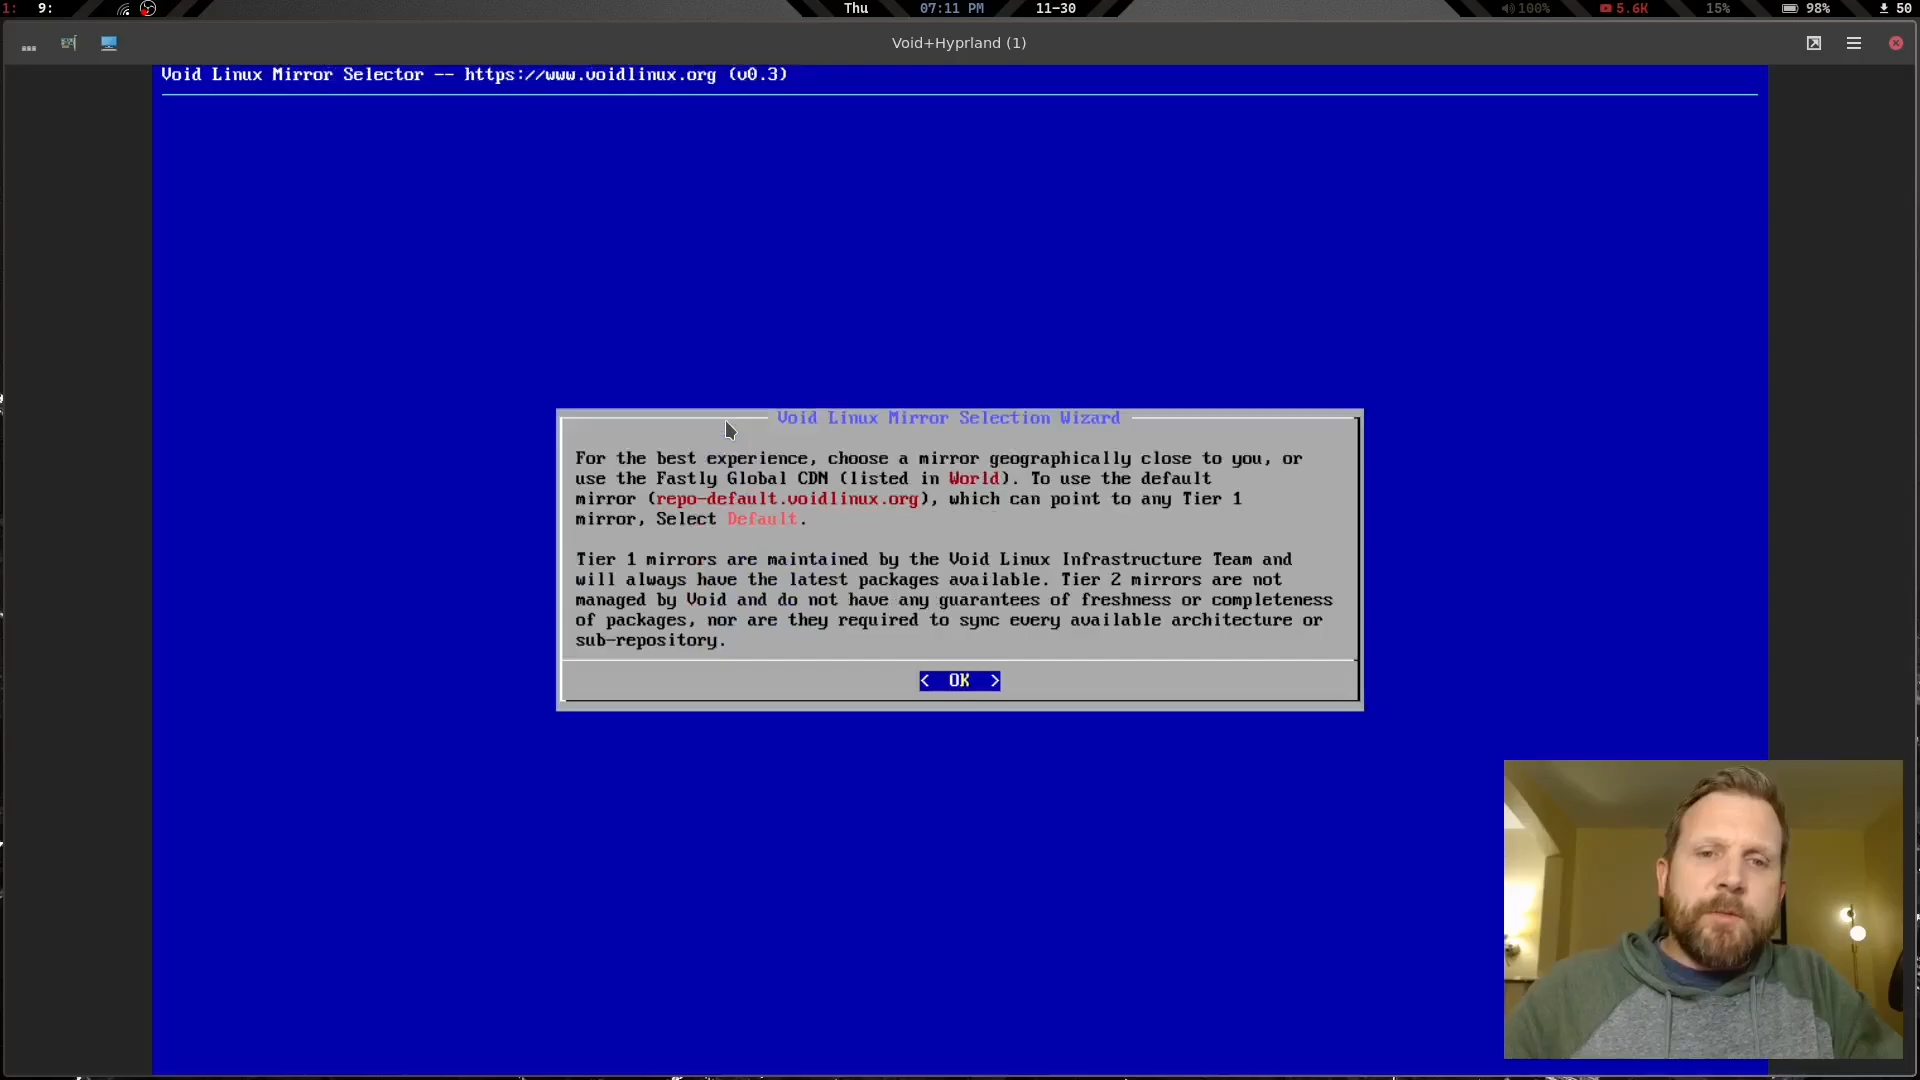 1: 9: Thu 07:11 PM 11-30 100% 5.6K 15% 98% 50
Void+Hyprland (1)
Void Linux Mirror Selector -- https://www.voidlinux.org (v0.3)
Void Linux Mirror Selection Wizard
For the best experience, choose a mirror geographically close to you, or
use the Fastly Global CDN (listed in World). To use the default
mirror (repo-default.voidlinux.org), which can point to any Tier 1
mirror, Select Default.
Tier 1 mirrors are maintained by the Void Linux Infrastructure Team and
will always have the latest packages available. Tier 2 mirrors are not
managed by Void and do not have any guarantees of freshness or completeness
of packages, nor are they required to sync every available architecture or
sub-repository.
< OK >